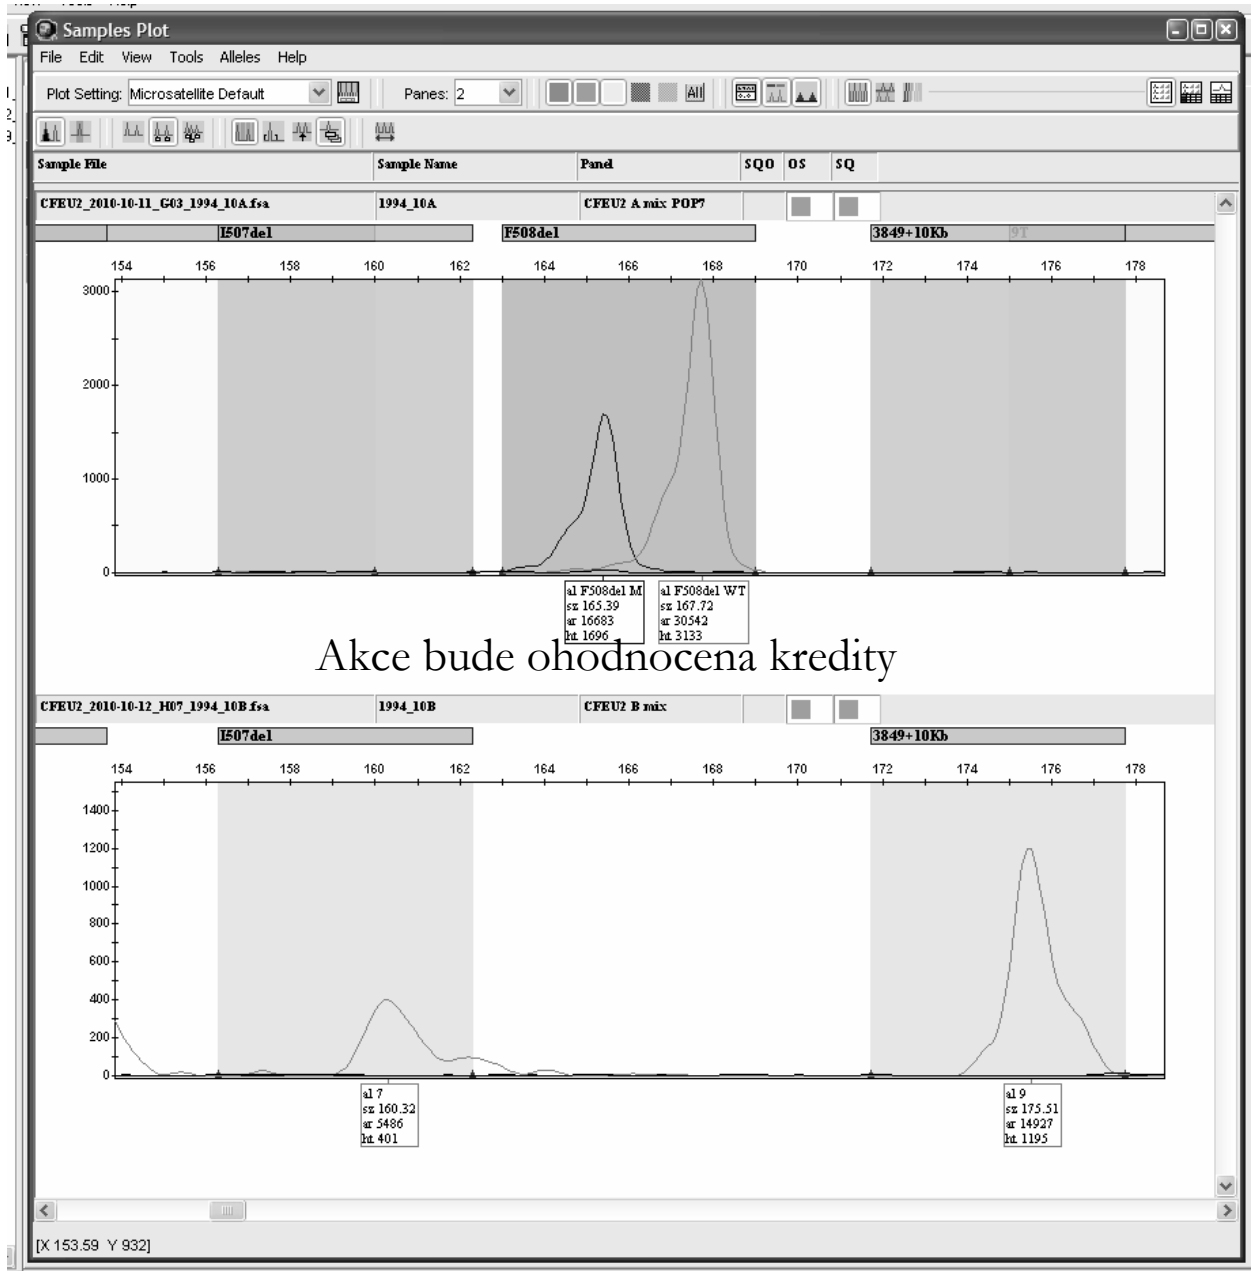 Samples Plot
File Edit View Tools Alleles Help
Plot Setting: Microsatellite Default Panes: 2 All
Sample File Sample Name Panel SQO OS SQ
CFEU2_2010-10-11_G03_1994_10A.fsa 1994_10A CFEU2 A mix POP7
I507del F508del 3849+10Kb 9T
154 156 158 160 162 164 166 168 170 172 174 176 178
3000
2000
1000
0
al F508del M
sz 165.39
ar 16683
ht 1696
al F508del WT
sz 167.72
ar 30542
ht 3133
Akce bude ohodnocena kredity
CFEU2_2010-10-12_H07_1994_10B.fsa 1994_10B CFEU2 B mix
I507del 3849+10Kb
154 156 158 160 162 164 166 168 170 172 174 176 178
1400
1200
1000
800
600
400
200
0
al 7
sz 160.32
ar 5486
ht 401
al 9
sz 175.51
ar 14927
ht 1195
[X 153.59 Y 932]